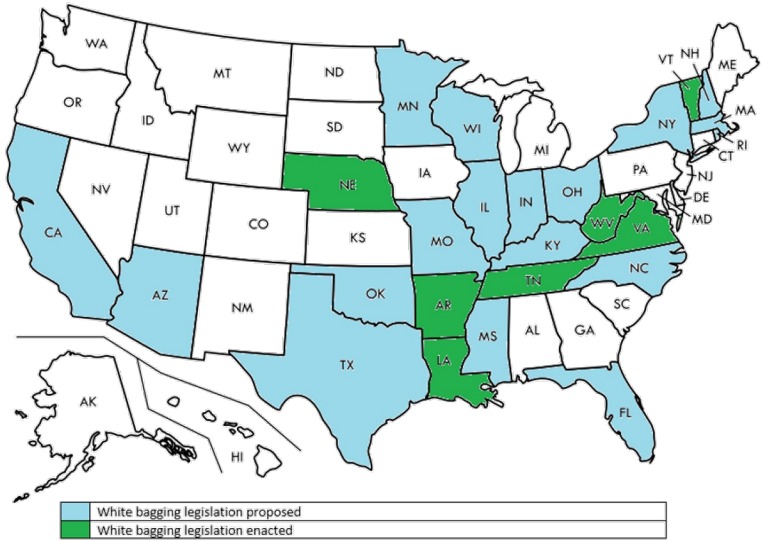 WA
MT
ND
MN
VT
NH
ME
OR
ID
SD
WI
NY
MA
WY
MI
RI
CT
NE
IA
PA
NJ
NV
UT
CO
IL
IN
OH
DE
MD
WV
VA
CA
KS
MO
KY
AZ
NM
OK
AR
TN
NC
SC
TX
LA
MS
AL
GA
AK
HI
FL
White bagging legislation proposed
White bagging legislation enacted